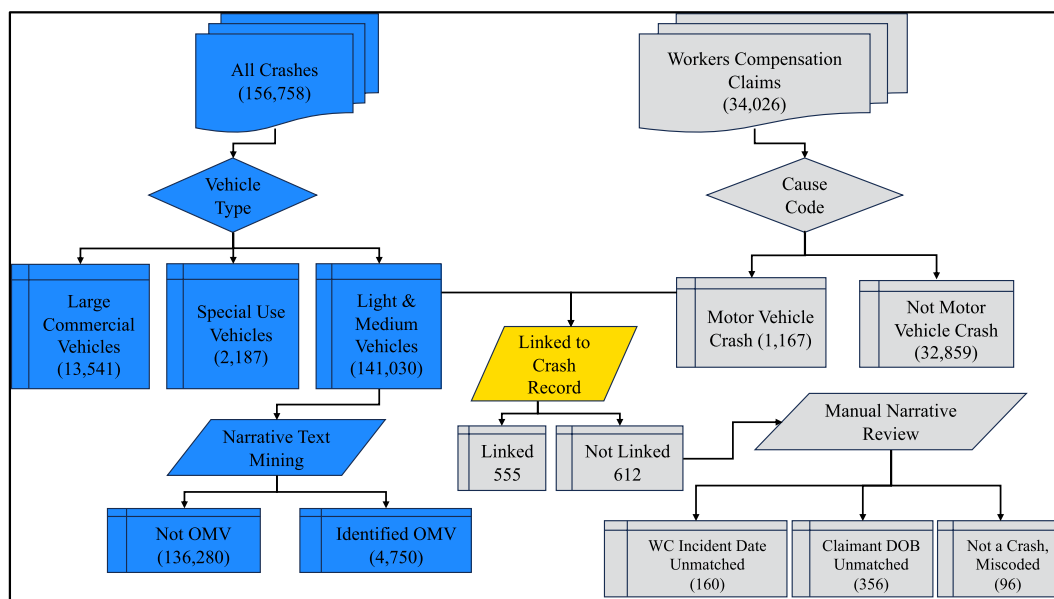 All Crashes
(156,758)
Workers Compensation
Claims
(34,026)
Vehicle
Type
Cause
Code
Large
Commercial
Vehicles
(13,541)
Special Use
Vehicles
(2,187)
Light &
Medium
Vehicles
(141,030)
Linked to
Crash
Record
Motor Vehicle
Crash (1,167)
Not Motor
Vehicle Crash
(32,859)
Narrative Text
Mining
Linked
555
Not Linked
612
Manual Narrative
Review
Not OMV
(136,280)
Identified OMV
(4,750)
WC Incident Date
Unmatched
(160)
Claimant DOB
Unmatched
(356)
Not a Crash,
Miscoded
(96)